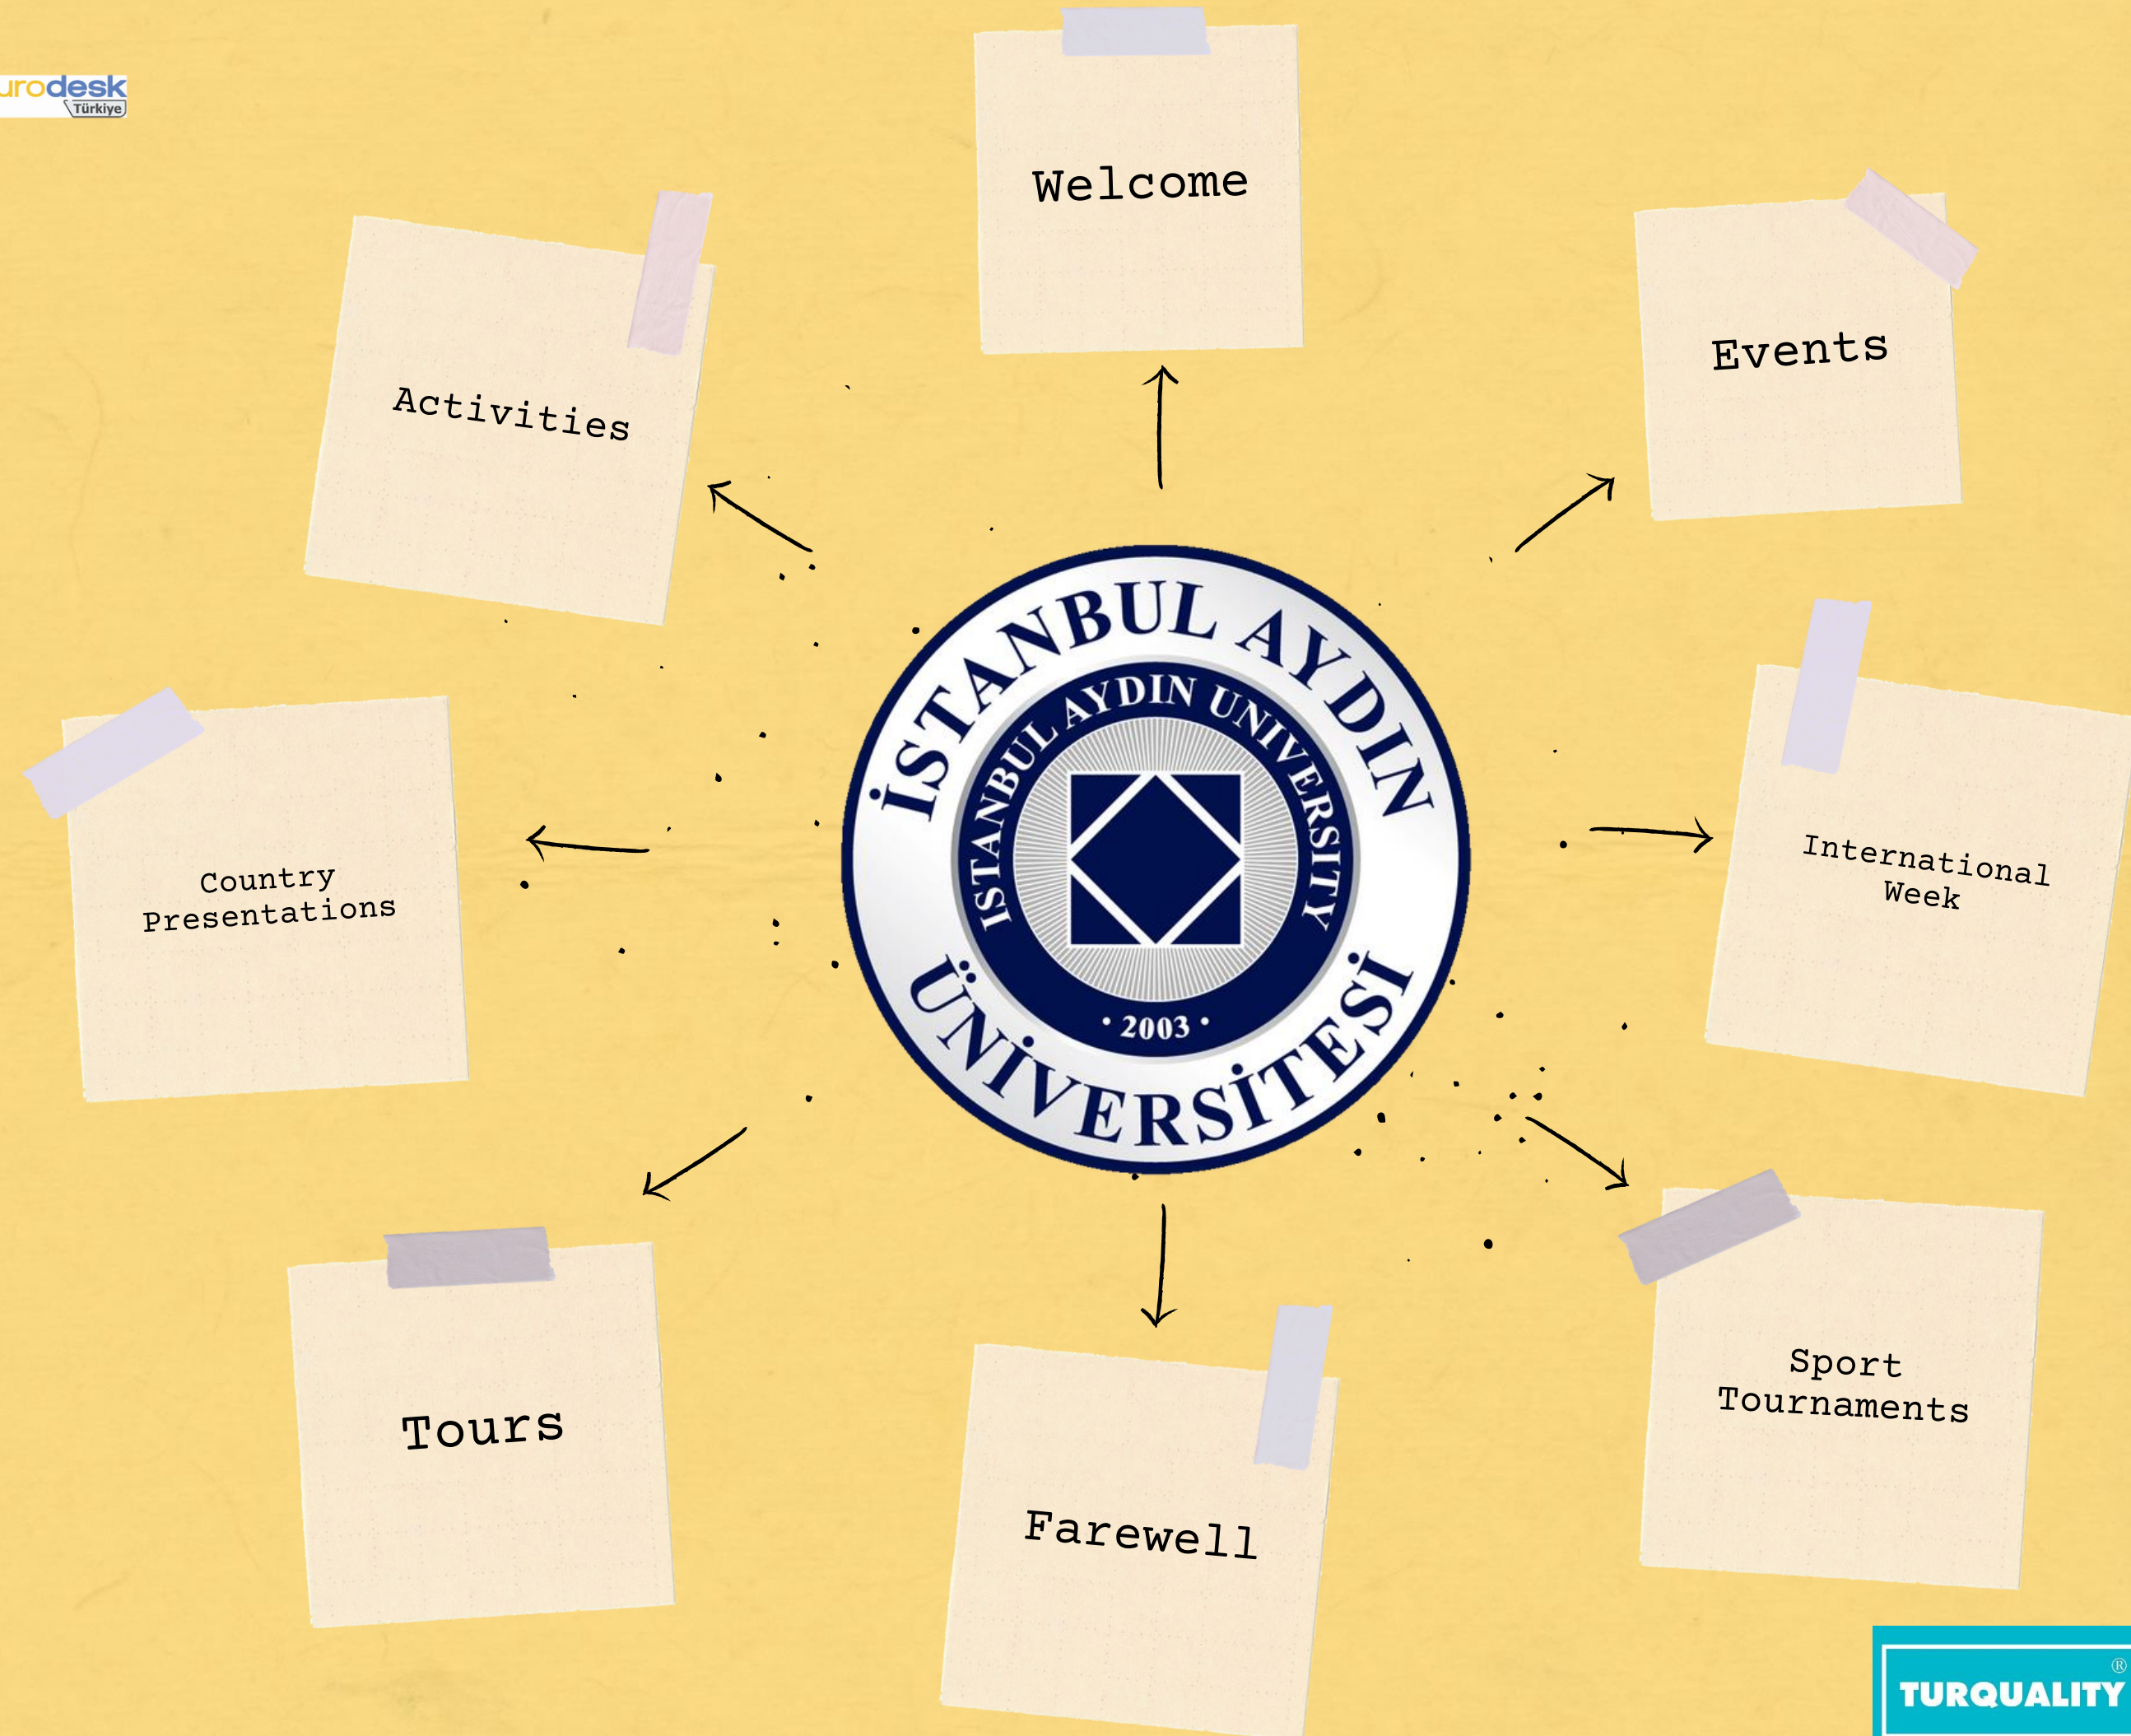 urodesk
Türkiye
Welcome
Events
Activities
İSTANBUL AYDIN
ISTANBUL AYDIN UNIVERSITY
• 2003 •
ÜNİVERSİTESİ
International
Week
Country
Presentations
Sport
Tournaments
Tours
Farewell
TURQUALITY®